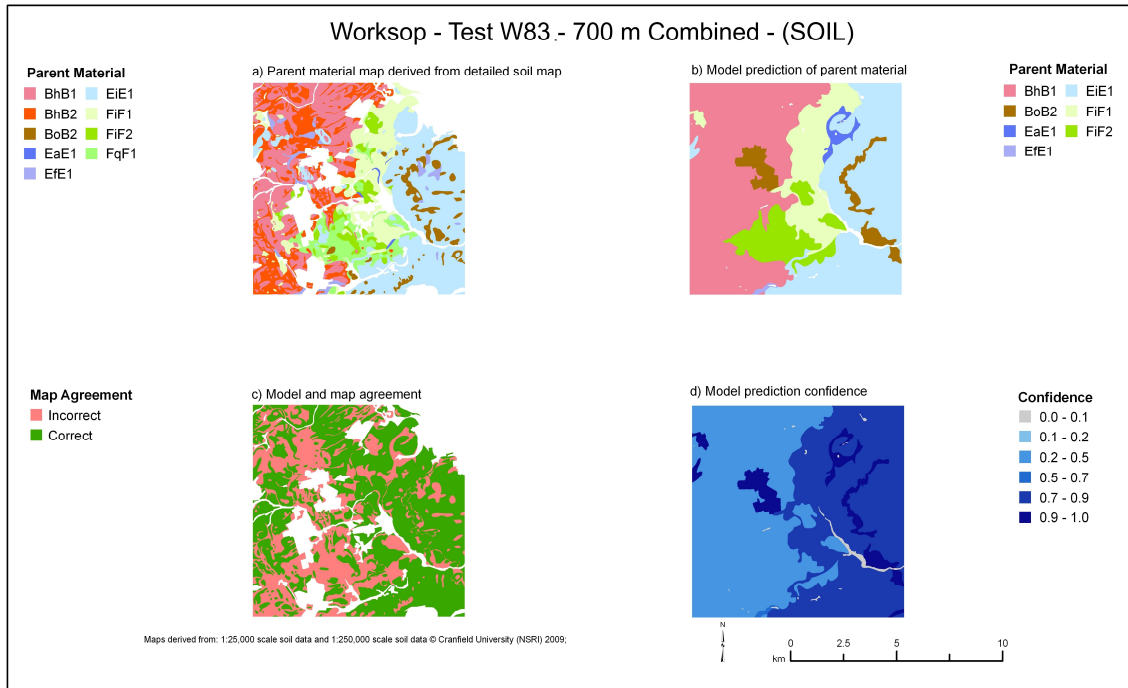 Worksop - Test W83 - 700 m Combined - (SOIL)
Parent Material
BhB1
EiE1
BhB2
FiF1
BoB2
FiF2
EaE1
FqF1
EfE1
a) Parent material map derived from detailed soil map
b) Model prediction of parent material
Parent Material
BhB1
EiE1
BoB2
FiF1
EaE1
FiF2
EfE1
Map Agreement
Incorrect
Correct
c) Model and map agreement
d) Model prediction confidence
Confidence
0.0 - 0.1
0.1 - 0.2
0.2 - 0.5
0.5 - 0.7
0.7 - 0.9
0.9 - 1.0
Maps derived from: 1:25,000 scale soil data and 1:250,000 scale soil data © Cranfield University (NSRI) 2009;
N
0 2.5 5 10
km